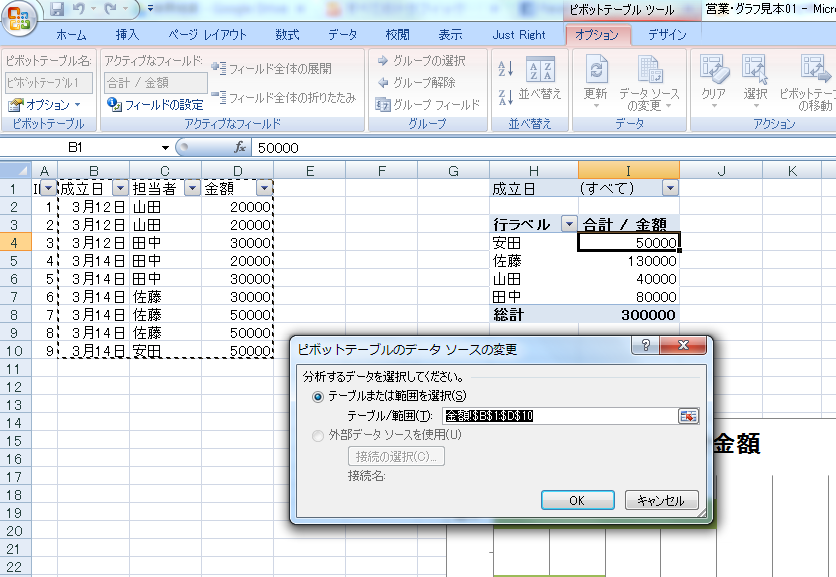 ピボットテーブル ツール
営業・グラフ見本01 - Micro
ホーム 挿入 ページ レイアウト 数式 データ 校閲 表示 Just Right オプション デザイン
ピボットテーブル名:
ピボットテーブル1
オプション
ピボットテーブル
アクティブなフィールド:
合計 / 金額
フィールドの設定
フィールド全体の展開
フィールド全体の折りたたみ
アクティブなフィールド
グループの選択
グループ解除
グループ フィールド
グループ
並べ替え
並べ替え
更新
データ ソース
の変更
データ
クリア
選択
ピボットテー
の移動
アクション
B1 fx 50000
A B C D E F G H I J K
1 I 成立日 担当者 金額 成立日 (すべて)
2 1 3月12日 山田 20000
3 2 3月12日 山田 20000 行ラベル 合計 / 金額
4 3 3月12日 田中 30000 安田 50000
5 4 3月14日 田中 20000 佐藤 130000
6 5 3月14日 田中 30000 山田 40000
7 6 3月14日 佐藤 30000 田中 80000
8 7 3月14日 佐藤 50000 総計 300000
9 8 3月14日 佐藤 50000
10 9 3月14日 安田 50000
11
12
13
14
15
16
17
18
19
20
21
22
金額
ピボットテーブルのデータ ソースの変更
分析するデータを選択してください。
テーブルまたは範囲を選択(S)
テーブル/範囲(T): 金額!$B$1:$D$10
外部データ ソースを使用(U)
接続の選択(C)...
接続名:
OK キャンセル